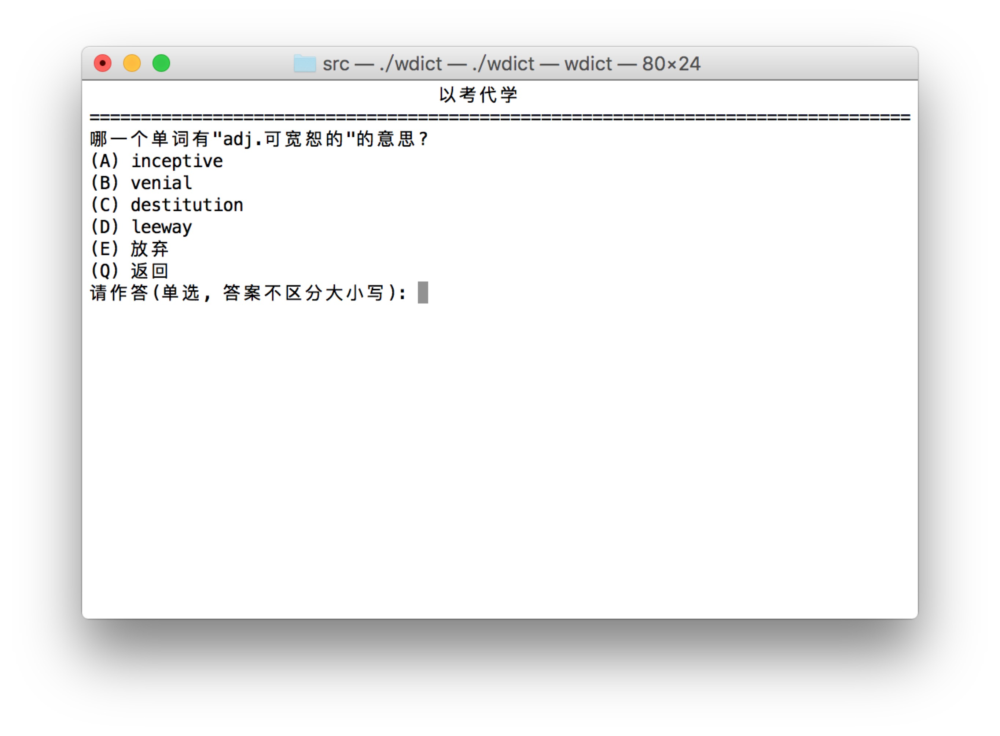 src — ./wdict — ./wdict — wdict — 80×24
以考代学
================================================================================
哪一个单词有"adj.可宽恕的"的意思?
(A) inceptive
(B) venial
(C) destitution
(D) leeway
(E) 放弃
(Q) 返回
请作答(单选, 答案不区分大小写):